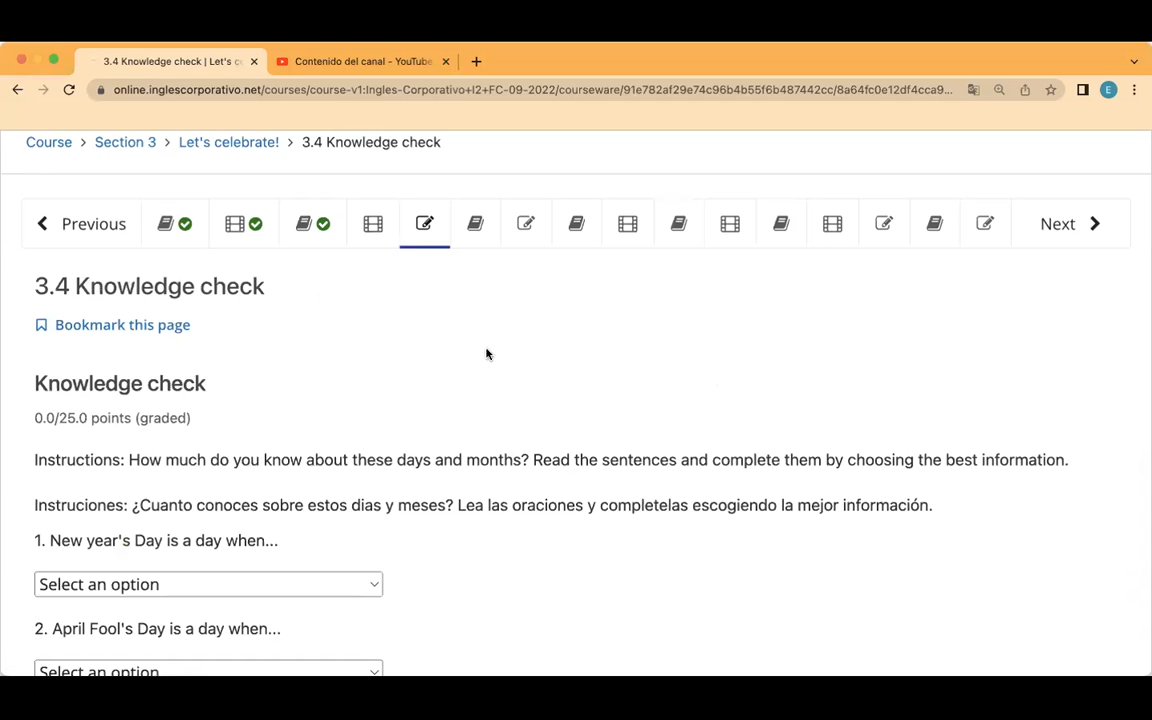 3.4 Knowledge check | Let's c
Contenido del canal - YouTube
online.inglescorporativo.net/courses/course-v1:Ingles-Corporativo+I2+FC-09-2022/courseware/91e782af29e74c96b4b55f6b487442cc/8a64fc0e12df4cca9...
E
Course > Section 3 > Let's celebrate! > 3.4 Knowledge check
Previous
Next
3.4 Knowledge check
Bookmark this page
Knowledge check
0.0/25.0 points (graded)
Instructions: How much do you know about these days and months? Read the sentences and complete them by choosing the best information.
Instruciones: ¿Cuanto conoces sobre estos dias y meses? Lea las oraciones y completelas escogiendo la mejor información.
1. New year's Day is a day when...
Select an option
2. April Fool's Day is a day when...
Select an option